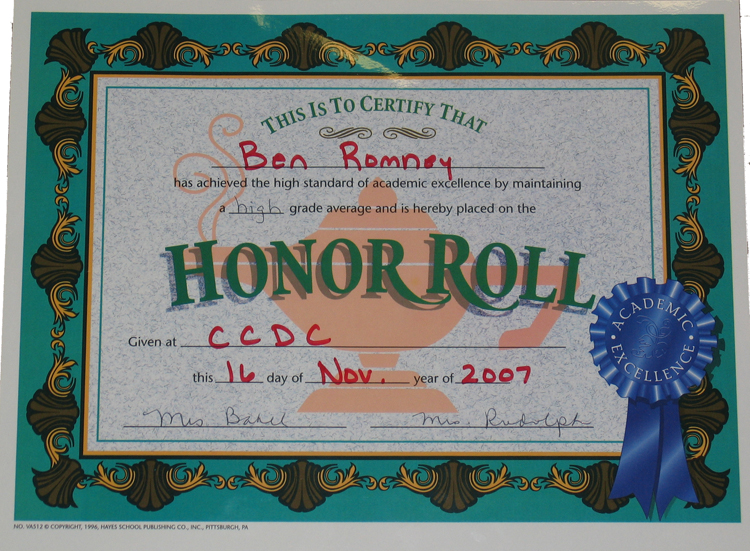 THIS IS TO CERTIFY THAT
Ben Romney
has achieved the high standard of academic excellence by maintaining
a high grade average and is hereby placed on the
HONOR ROLL
Given at CCDC
this 16 day of Nov. year of 2007
Mrs. Mrs. Rudolph
ACADEMIC
• EXCELLENCE •
NO. VA512 © COPYRIGHT, 1996, HAYES SCHOOL PUBLISHING CO., INC., PITTSBURGH, PA